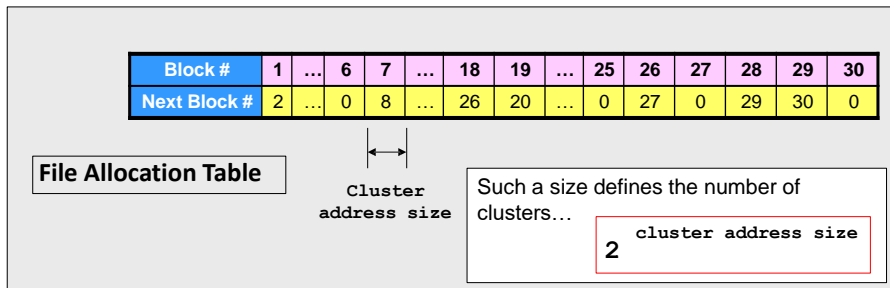 Block # 1 … 6 7 … 18 19 … 25 26 27 28 29 30
Next Block # 2 … 0 8 … 26 20 … 0 27 0 29 30 0
File Allocation Table
Cluster
address size
Such a size defines the number of
clusters…
cluster address size
2